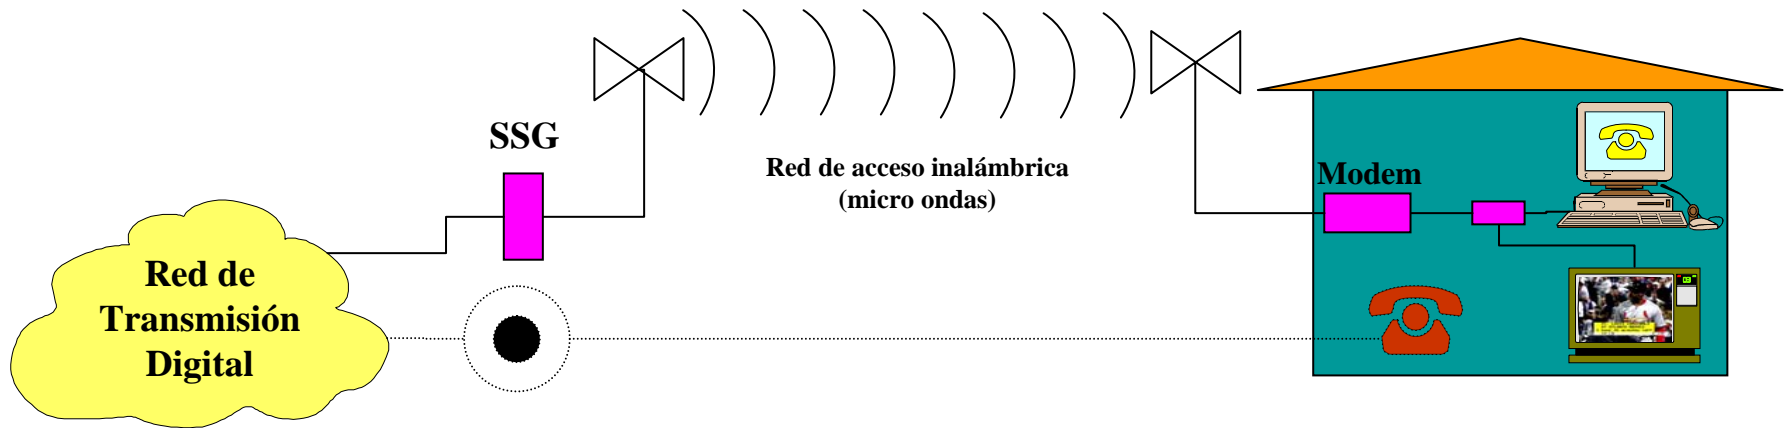 SSG
Red de acceso inalámbrica
(micro ondas)
Modem
Red de
Transmisión
Digital